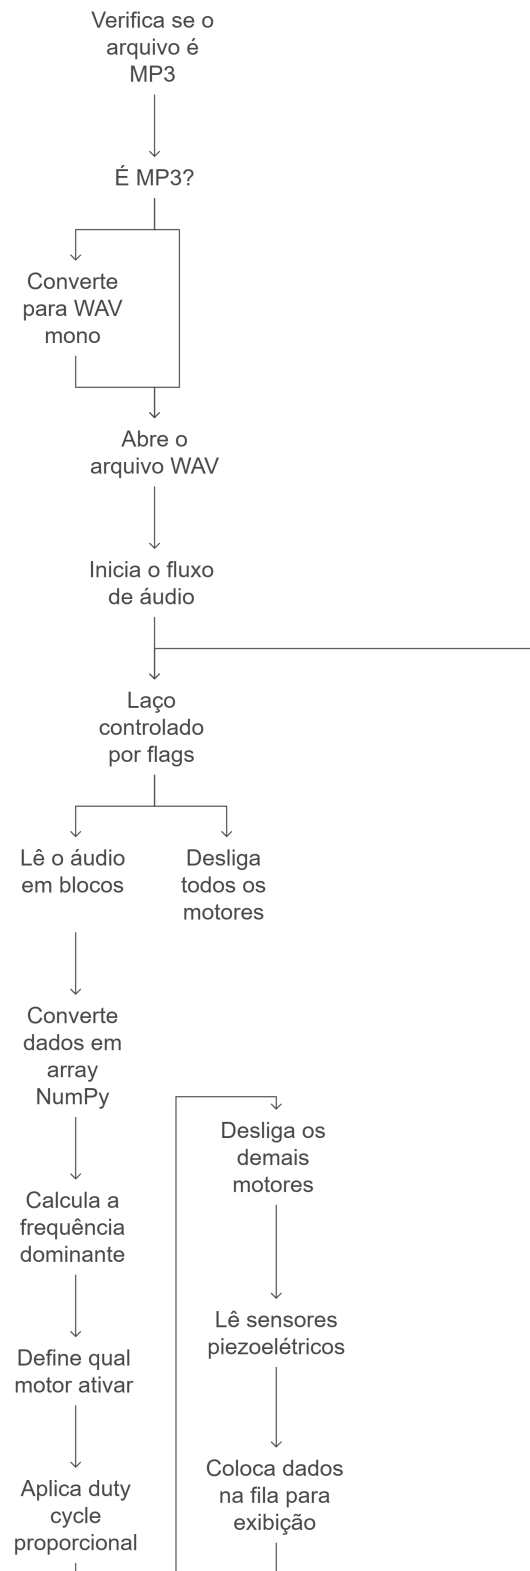 Verifica se o
arquivo é
MP3
É MP3?
Converte
para WAV
mono
Abre o
arquivo WAV
Inicia o fluxo
de áudio
Laço
controlado
por flags
Lê o áudio
em blocos
Desliga
todos os
motores
Converte
dados em
array
NumPy
Calcula a
frequência
dominante
Define qual
motor ativar
Aplica duty
cycle
proporcional
Desliga os
demais
motores
Lê sensores
piezoelétricos
Coloca dados
na fila para
exibição